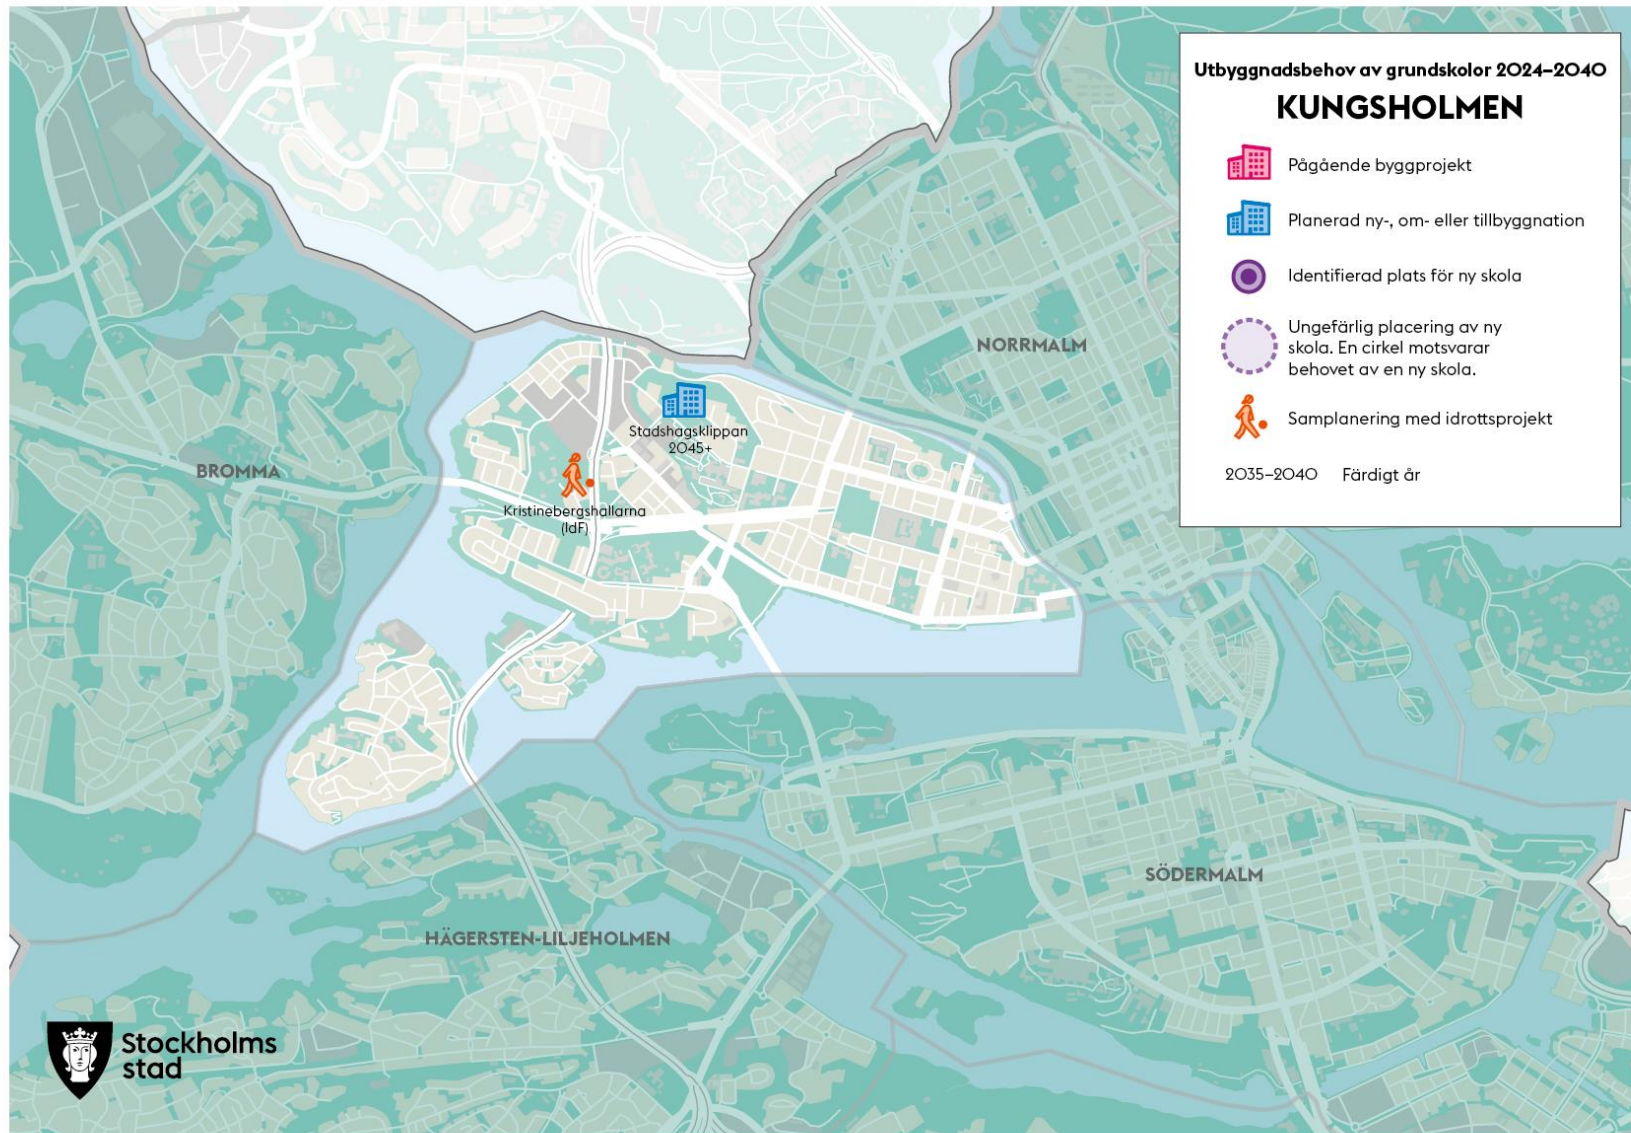 Utbyggnadsbehov av grundskolor 2024–2040
KUNGSHOLMEN
Pågående byggprojekt
Planerad ny-, om- eller tillbyggnation
Identifierad plats för ny skola
Ungefärlig placering av ny
skola. En cirkel motsvarar
behovet av en ny skola.
Samplanering med idrottsprojekt
2035–2040 Färdigt år
NORRMALM
Stadshagsklippan
2045+
BROMMA
Kristinebergshallarna
(IdF)
SÖDERMALM
HÄGERSTEN-LILJEHOLMEN
Stockholms
stad